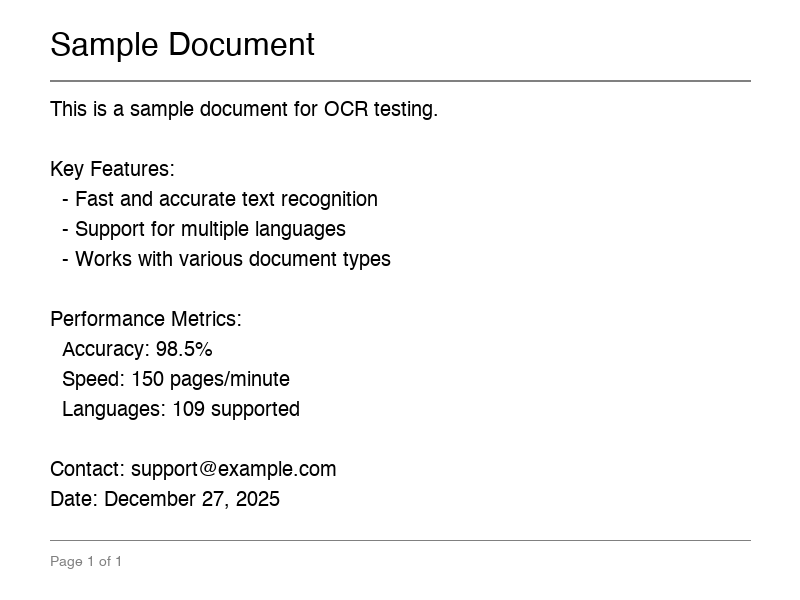 Sample Document
This is a sample document for OCR testing.
Key Features:
- Fast and accurate text recognition
- Support for multiple languages
- Works with various document types
Performance Metrics:
Accuracy: 98.5%
Speed: 150 pages/minute
Languages: 109 supported
Contact: support@example.com
Date: December 27, 2025
Page 1 of 1